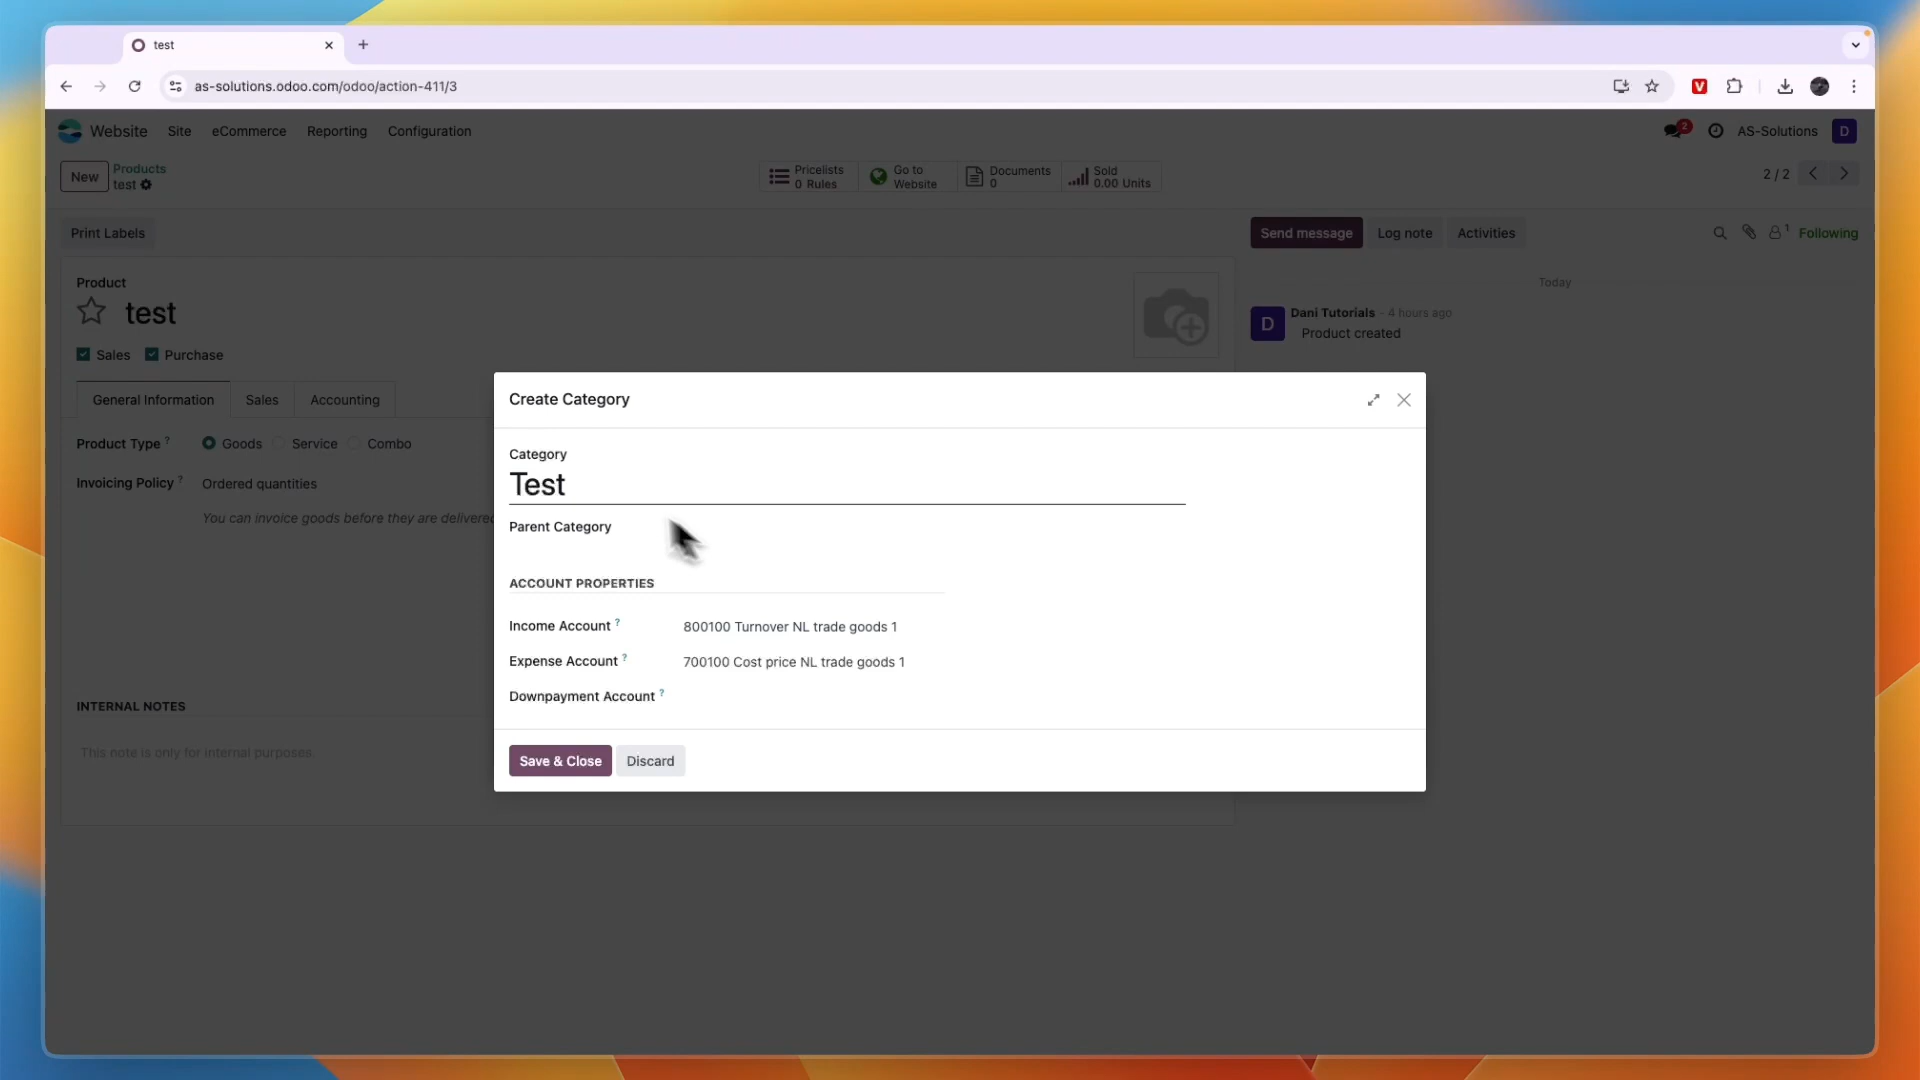 test
as-solutions.odoo.com/odoo/action-411/3
V
Website Site eCommerce Reporting Configuration
2
AS-Solutions
D
New
Products
test
Pricelists
0 Rules
Go to
Website
Documents
0
Sold
0.00 Units
2 / 2
Print Labels
Send message
Log note
Activities
1
Following
Product
test
Sales
Purchase
Today
D
Dani Tutorials - 4 hours ago
Product created
General Information
Sales
Accounting
Product Type ?
Goods
Service
Combo
Invoicing Policy ?
Ordered quantities
You can invoice goods before they are delivered
INTERNAL NOTES
This note is only for internal purposes.
Create Category
Category
Test
Parent Category
ACCOUNT PROPERTIES
Income Account ?
800100 Turnover NL trade goods 1
Expense Account ?
700100 Cost price NL trade goods 1
Downpayment Account ?
Save & Close
Discard